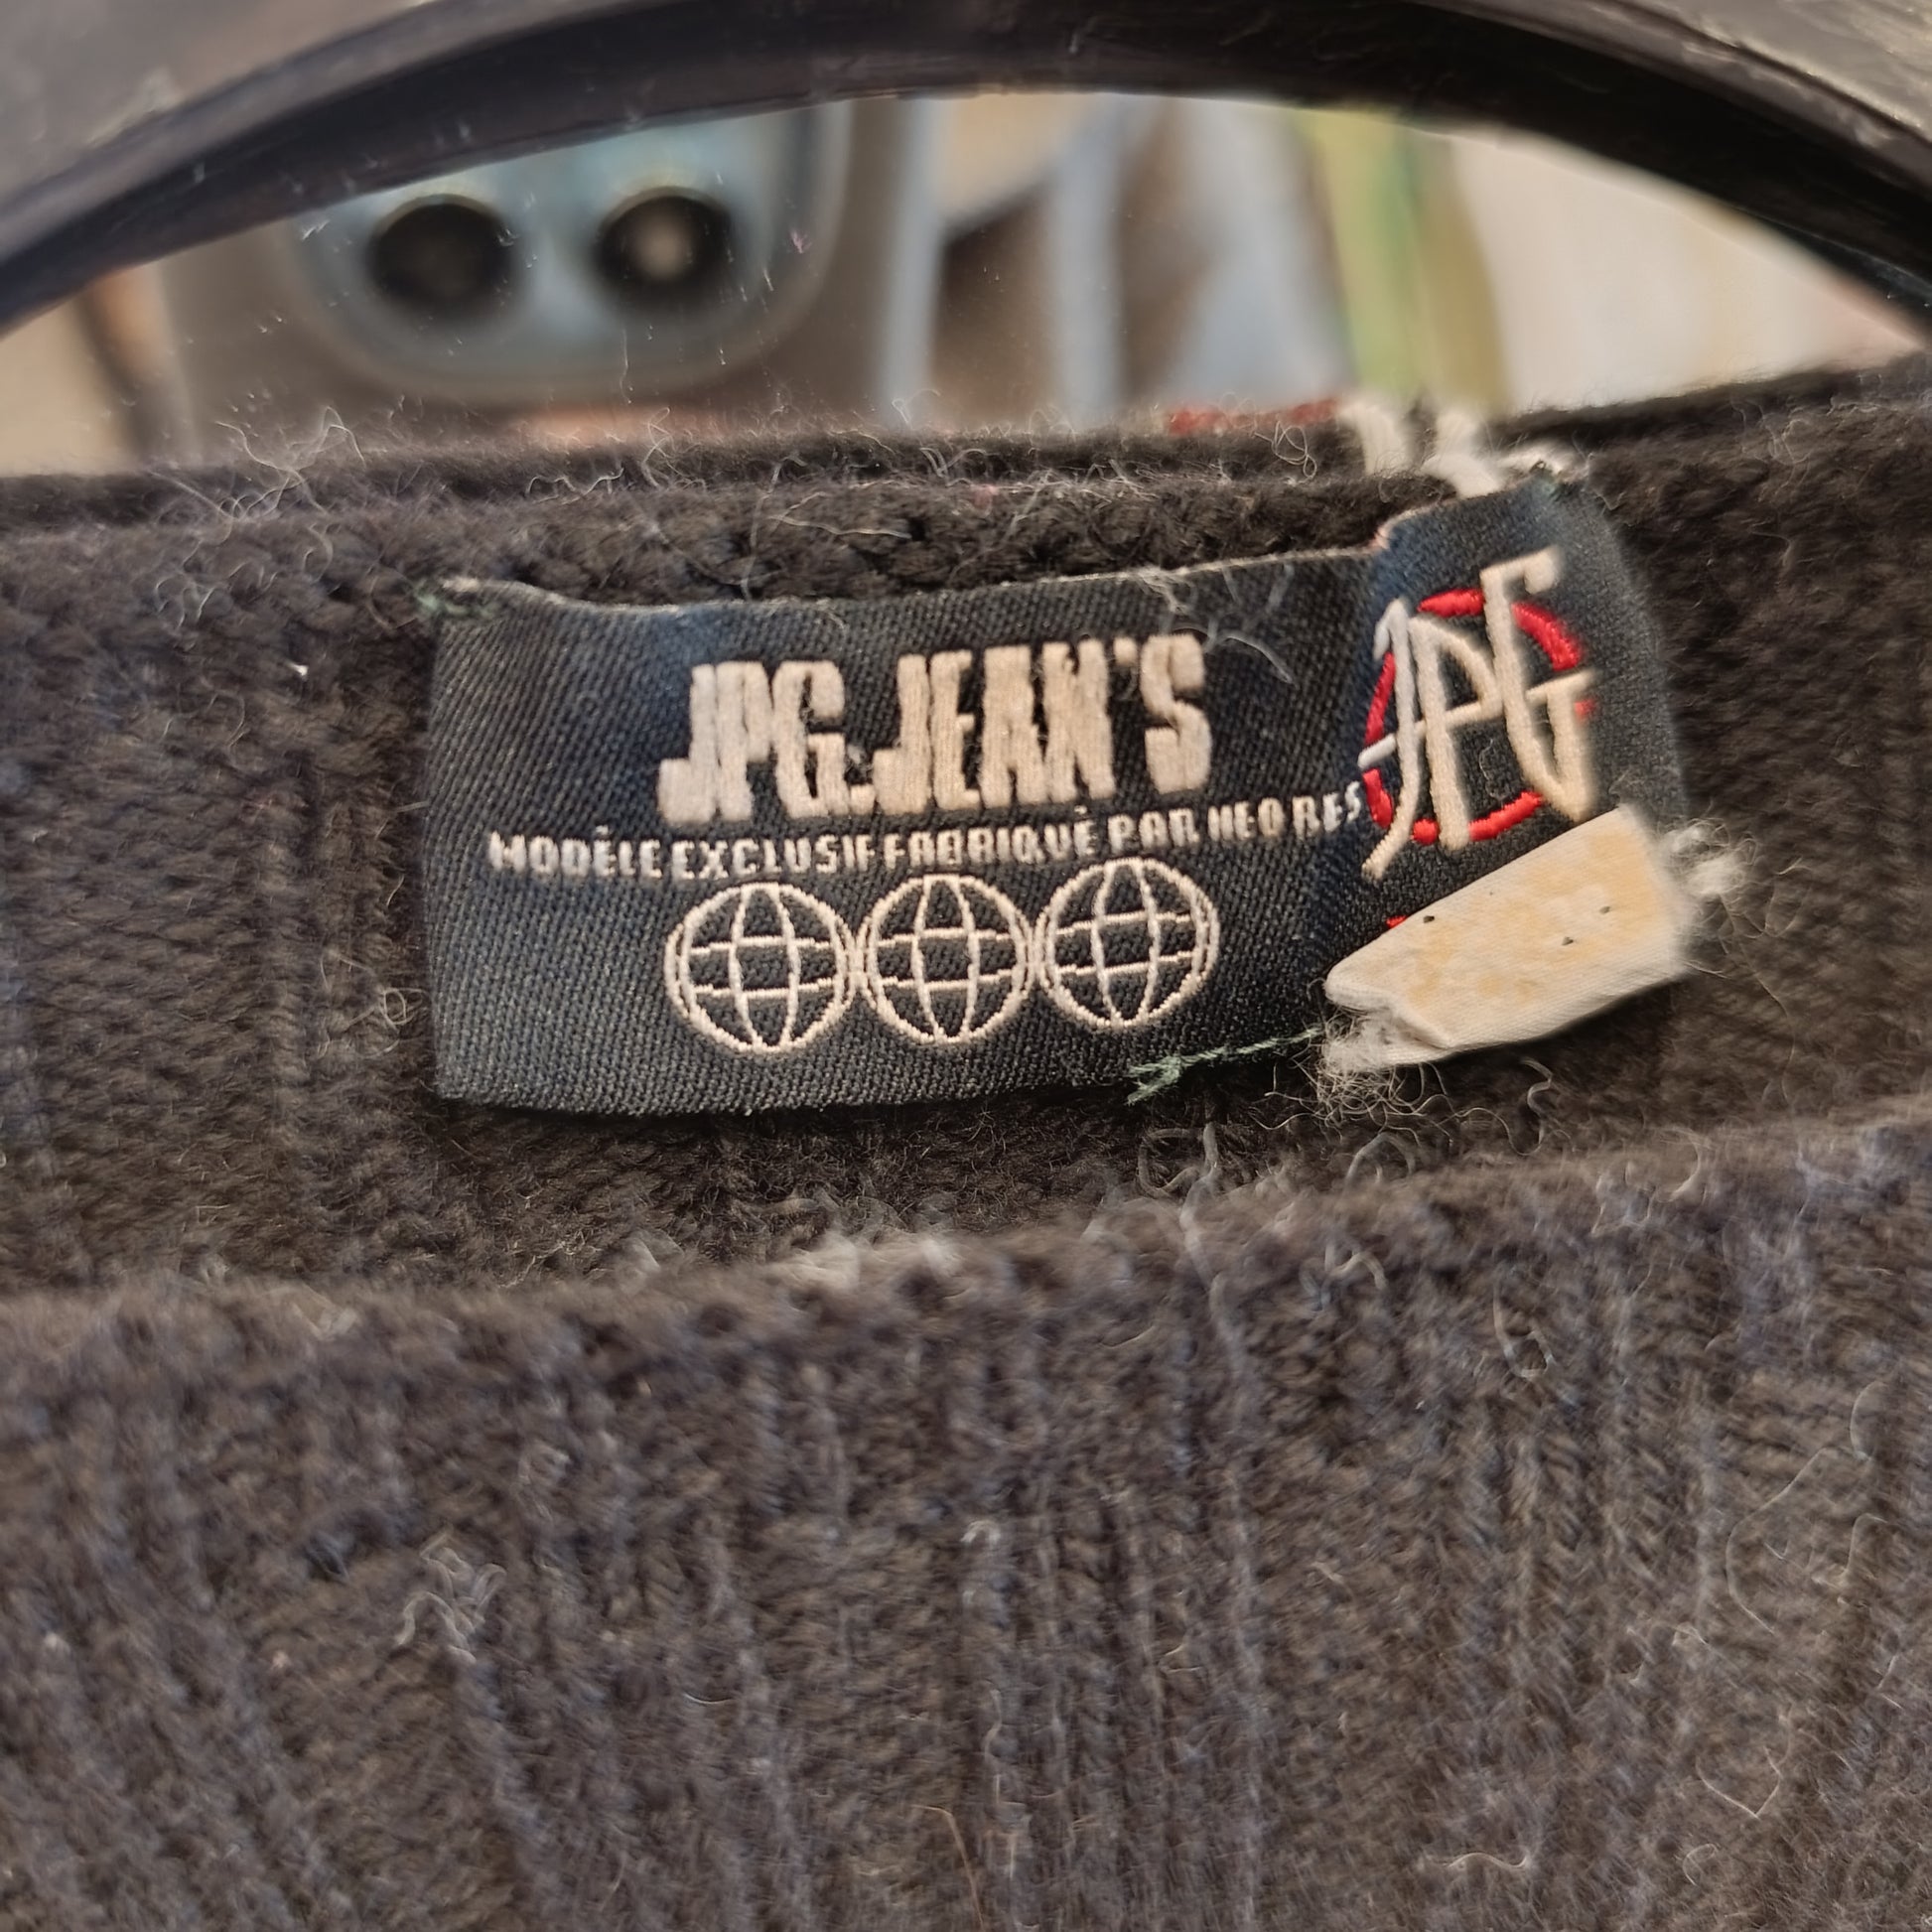 JPG.JEAN'S
MODÈLE EXCLUSIF FABRIQUÉ PAR NEO RES
JPG